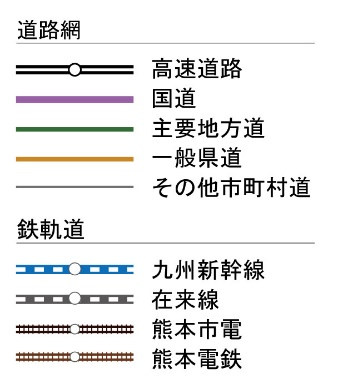 道路網
高速道路
国道
主要地方道
一般県道
その他市町村道
鉄軌道
九州新幹線
在来線
熊本市電
熊本電鉄